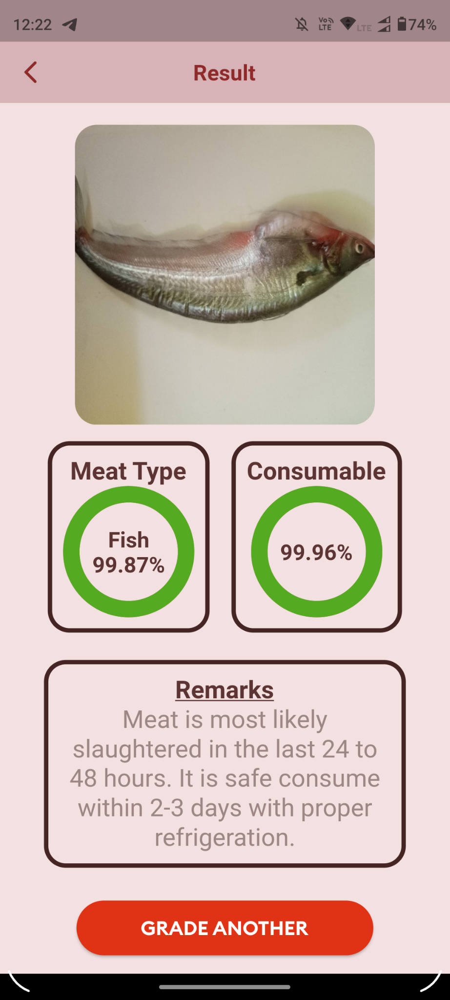 12:22
Vo LTE LTE 74%
Result
Meat Type
Fish
99.87%
Consumable
99.96%
Remarks
Meat is most likely
slaughtered in the last 24 to
48 hours. It is safe consume
within 2-3 days with proper
refrigeration.
GRADE ANOTHER